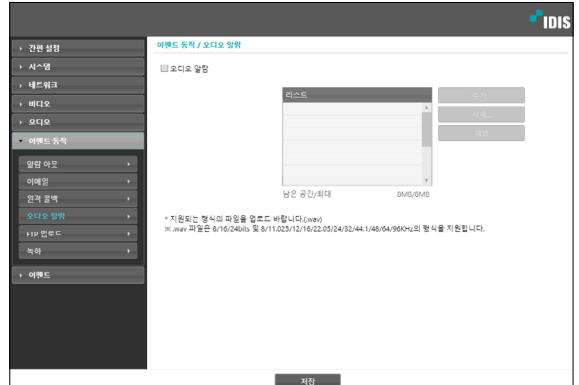 IDIS
간편 설정
시스템
네트워크
비디오
오디오
이벤트 동작
알람 아웃
이메일
원격 콜백
오디오 알람
FTP 업로드
녹화
이벤트
이벤트 동작 / 오디오 알람
오디오 알람
리스트
추가
삭제...
재생
남은 공간/최대 0MB/0MB
* 지원되는 형식의 파일을 업로드 바랍니다.(.wav)
※ .wav 파일은 8/16/24bits 및 8/11.025/12/16/22.05/24/32/44.1/48/64/96KHz의 형식을 지원합니다.
저장